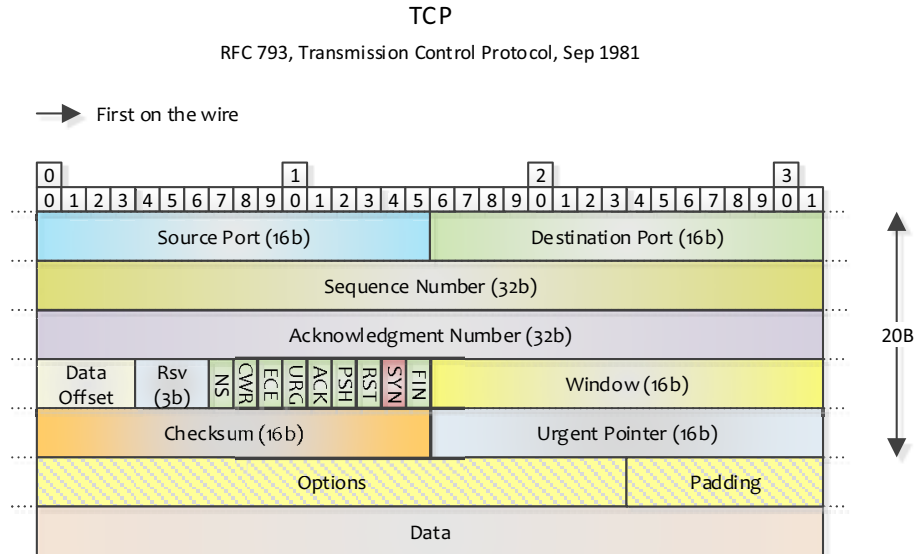 TCP
RFC 793, Transmission Control Protocol, Sep 1981
First on the wire
0 1 2 3
0 1 2 3 4 5 6 7 8 9 0 1 2 3 4 5 6 7 8 9 0 1 2 3 4 5 6 7 8 9 0 1
Source Port (16b) Destination Port (16b)
Sequence Number (32b)
Acknowledgment Number (32b)
20B
Data Offset Rsv (3b) NS CWR ECE URG ACK PSH RST SYN FIN Window (16b)
Checksum (16b) Urgent Pointer (16b)
Options Padding
Data